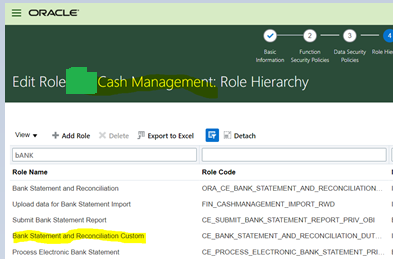 ORACLE
2 3 4
Basic Information Function Security Policies Data Security Policies Role Hie
Edit Role Cash Management: Role Hierarchy
View Add Role Delete Export to Excel Detach
bANK
Role Name Role Code
Bank Statement and Reconciliation ORA_CE_BANK_STATEMENT_AND_RECONCILIATION...
Upload data for Bank Statement Import FIN_CASHMANAGEMENT_IMPORT_RWD
Submit Bank Statement Report CE_SUBMIT_BANK_STATEMENT_REPORT_PRIV_OBI
Bank Statement and Reconciliation Custom CE_BANK_STATEMENT_AND_RECONCILIATION_DUT...
Process Electronic Bank Statement CE_PROCESS_ELECTRONIC_BANK_STATEMENT_PRI...